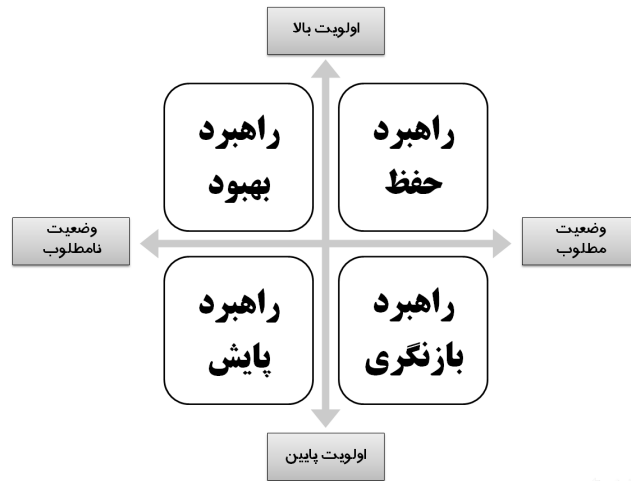 اولویت بالا
راهبرد
حفظ
راهبرد
بهبود
وضعیت
مطلوب
وضعیت
نامطلوب
راهبرد
بازنگری
راهبرد
پایش
اولویت پایین